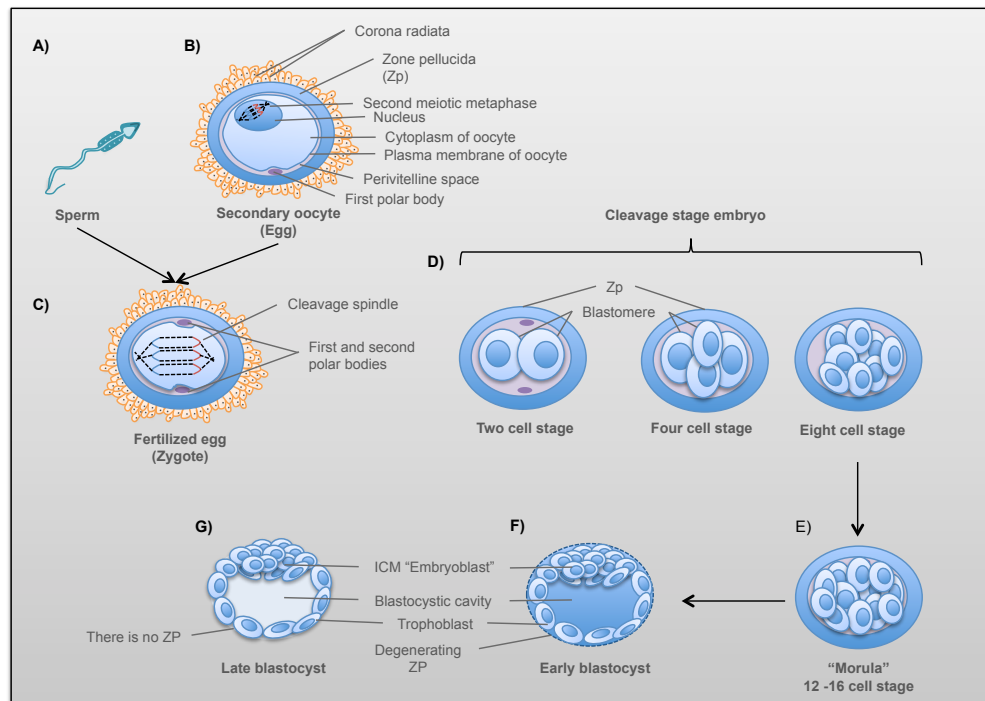 A)
B)
Corona radiata
Zone pellucida
(Zp)
Second meiotic metaphase
Nucleus
Cytoplasm of oocyte
Plasma membrane of oocyte
Perivitelline space
First polar body
Sperm
Secondary oocyte
(Egg)
Cleavage stage embryo
C)
Cleavage spindle
First and second
polar bodies
Fertilized egg
(Zygote)
D)
Zp
Blastomere
Two cell stage
Four cell stage
Eight cell stage
G)
F)
E)
ICM “Embryoblast”
Blastocystic cavity
Trophoblast
There is no ZP
Degenerating
ZP
Late blastocyst
Early blastocyst
“Morula”
12 -16 cell stage